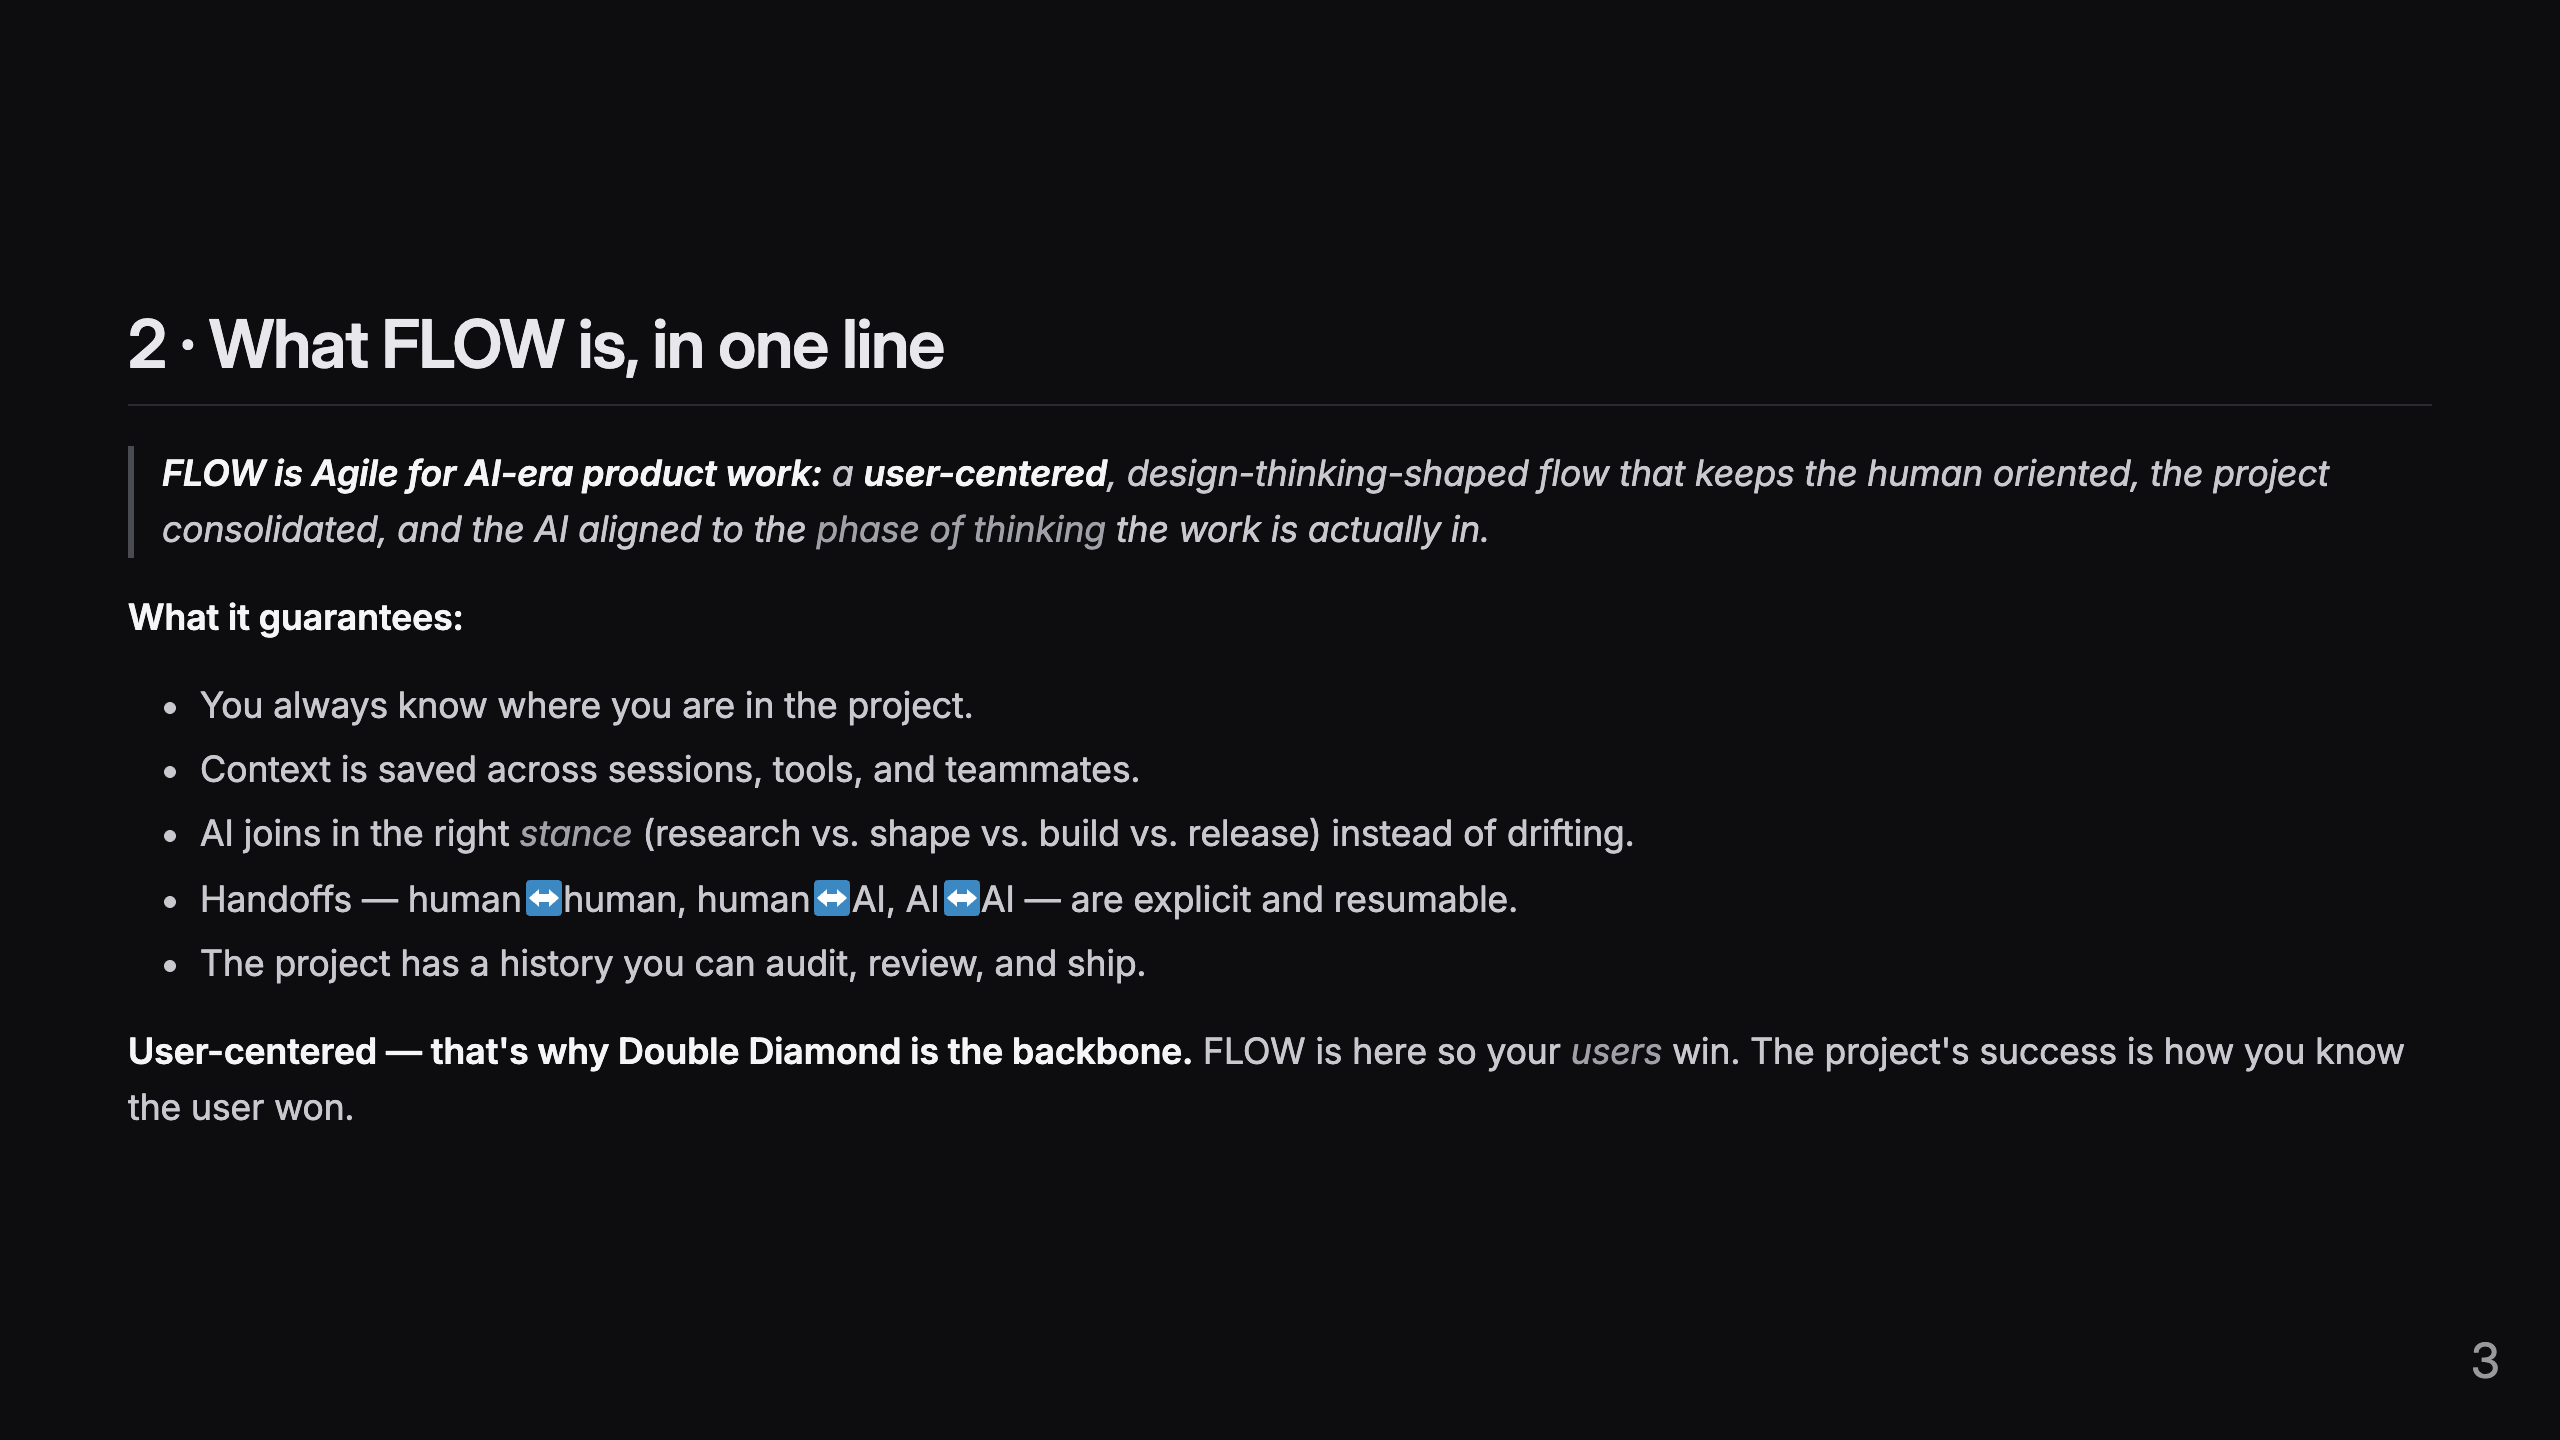 2 · What FLOW is, in one line
FLOW is Agile for AI-era product work: a user-centered, design-thinking-shaped flow that keeps the human oriented, the project
consolidated, and the AI aligned to the phase of thinking the work is actually in.
What it guarantees:
• You always know where you are in the project.
• Context is saved across sessions, tools, and teammates.
• AI joins in the right stance (research vs. shape vs. build vs. release) instead of drifting.
• Handoffs — human↔️human, human↔️AI, AI↔️AI — are explicit and resumable.
• The project has a history you can audit, review, and ship.
User-centered — that's why Double Diamond is the backbone. FLOW is here so your users win. The project's success is how you know
the user won.
3